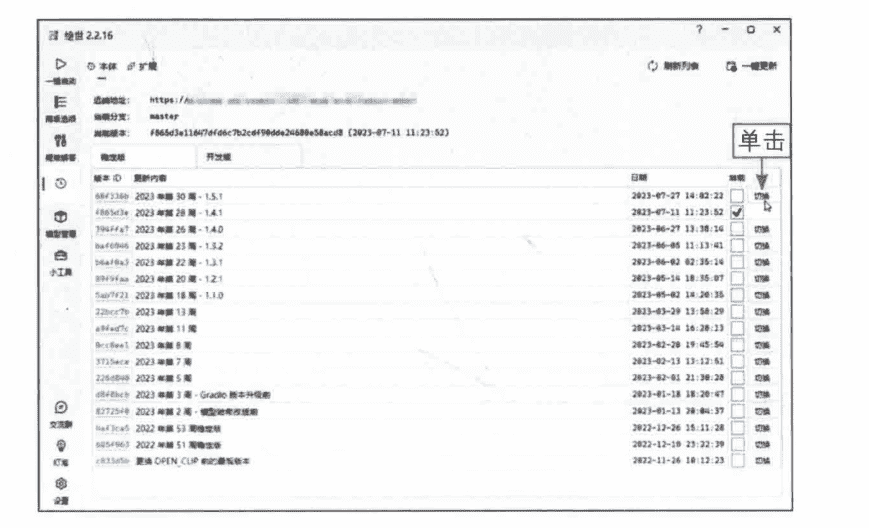 绘世 2.2.16
? - □ ×
本体 扩展 刷新列表 一键更新
一键启动
高级选项
疑难解答
模型管理
小工具
交流群
灯泡
设置
远端地址: https://
当前分支: master
当前版本: f865d3e11647dfd6c7b2cdf90dde24680e58acd8 (2023-07-11 11:23:52)
单击
稳定版 开发版
版本 ID 更新内容 日期 当前
68f336b 2023 年第 30 周 - 1.5.1 2023-07-27 14:02:22 切换
f865d3e 2023 年第 28 周 - 1.4.1 2023-07-11 11:23:52
394ffa7 2023 年第 26 周 - 1.4.0 2023-06-27 13:38:14 切换
baf6946 2023 年第 23 周 - 1.3.2 2023-06-05 11:13:41 切换
b6af0a3 2023 年第 22 周 - 1.3.1 2023-06-02 02:35:14 切换
89f9faa 2023 年第 20 周 - 1.2.1 2023-05-14 18:35:07 切换
5ab7f21 2023 年第 18 周 - 1.1.0 2023-05-02 14:20:35 切换
22bcc7b 2023 年第 13 周 2023-03-29 13:58:29 切换
a9fed7c 2023 年第 11 周 2023-03-14 16:28:13 切换
0cc0ee1 2023 年第 8 周 2023-02-20 19:45:54 切换
3715ece 2023 年第 7 周 2023-02-13 13:12:51 切换
226d840 2023 年第 5 周 2023-02-01 21:30:28 切换
d8f8bcb 2023 年第 3 周 - Gradio 版本升级前 2023-01-18 18:20:47 切换
82725f0 2023 年第 2 周 - 模型哈希改版前 2023-01-13 20:04:37 切换
0af3ca5 2022 年第 53 周稳定版 2022-12-26 15:11:28 切换
685f963 2022 年第 51 周稳定版 2022-12-10 23:22:39 切换
c833d5b 更换 OPEN_CLIP 前的最后版本 2022-11-26 10:12:23 切换